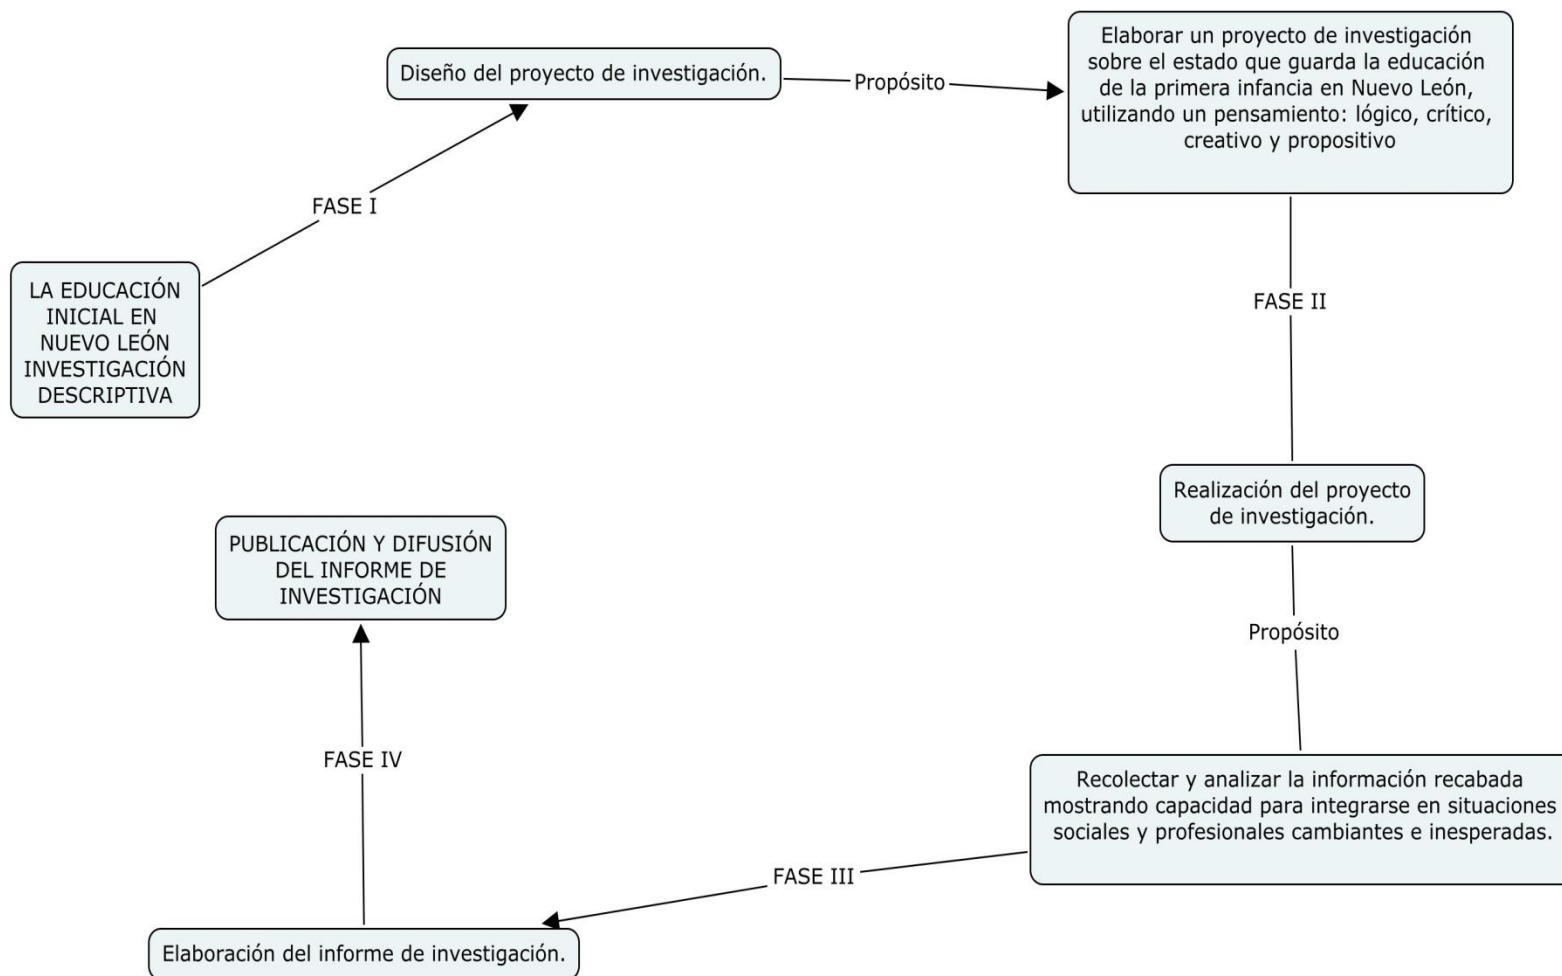 LA EDUCACIÓN
INICIAL EN
NUEVO LEÓN
INVESTIGACIÓN
DESCRIPTIVA
FASE I
Diseño del proyecto de investigación.
Propósito
Elaborar un proyecto de investigación
sobre el estado que guarda la educación
de la primera infancia en Nuevo León,
utilizando un pensamiento: lógico, crítico,
creativo y propositivo
FASE II
Realización del proyecto
de investigación.
Propósito
Recolectar y analizar la información recabada
mostrando capacidad para integrarse en situaciones
sociales y profesionales cambiantes e inesperadas.
FASE III
Elaboración del informe de investigación.
FASE IV
PUBLICACIÓN Y DIFUSIÓN
DEL INFORME DE
INVESTIGACIÓN